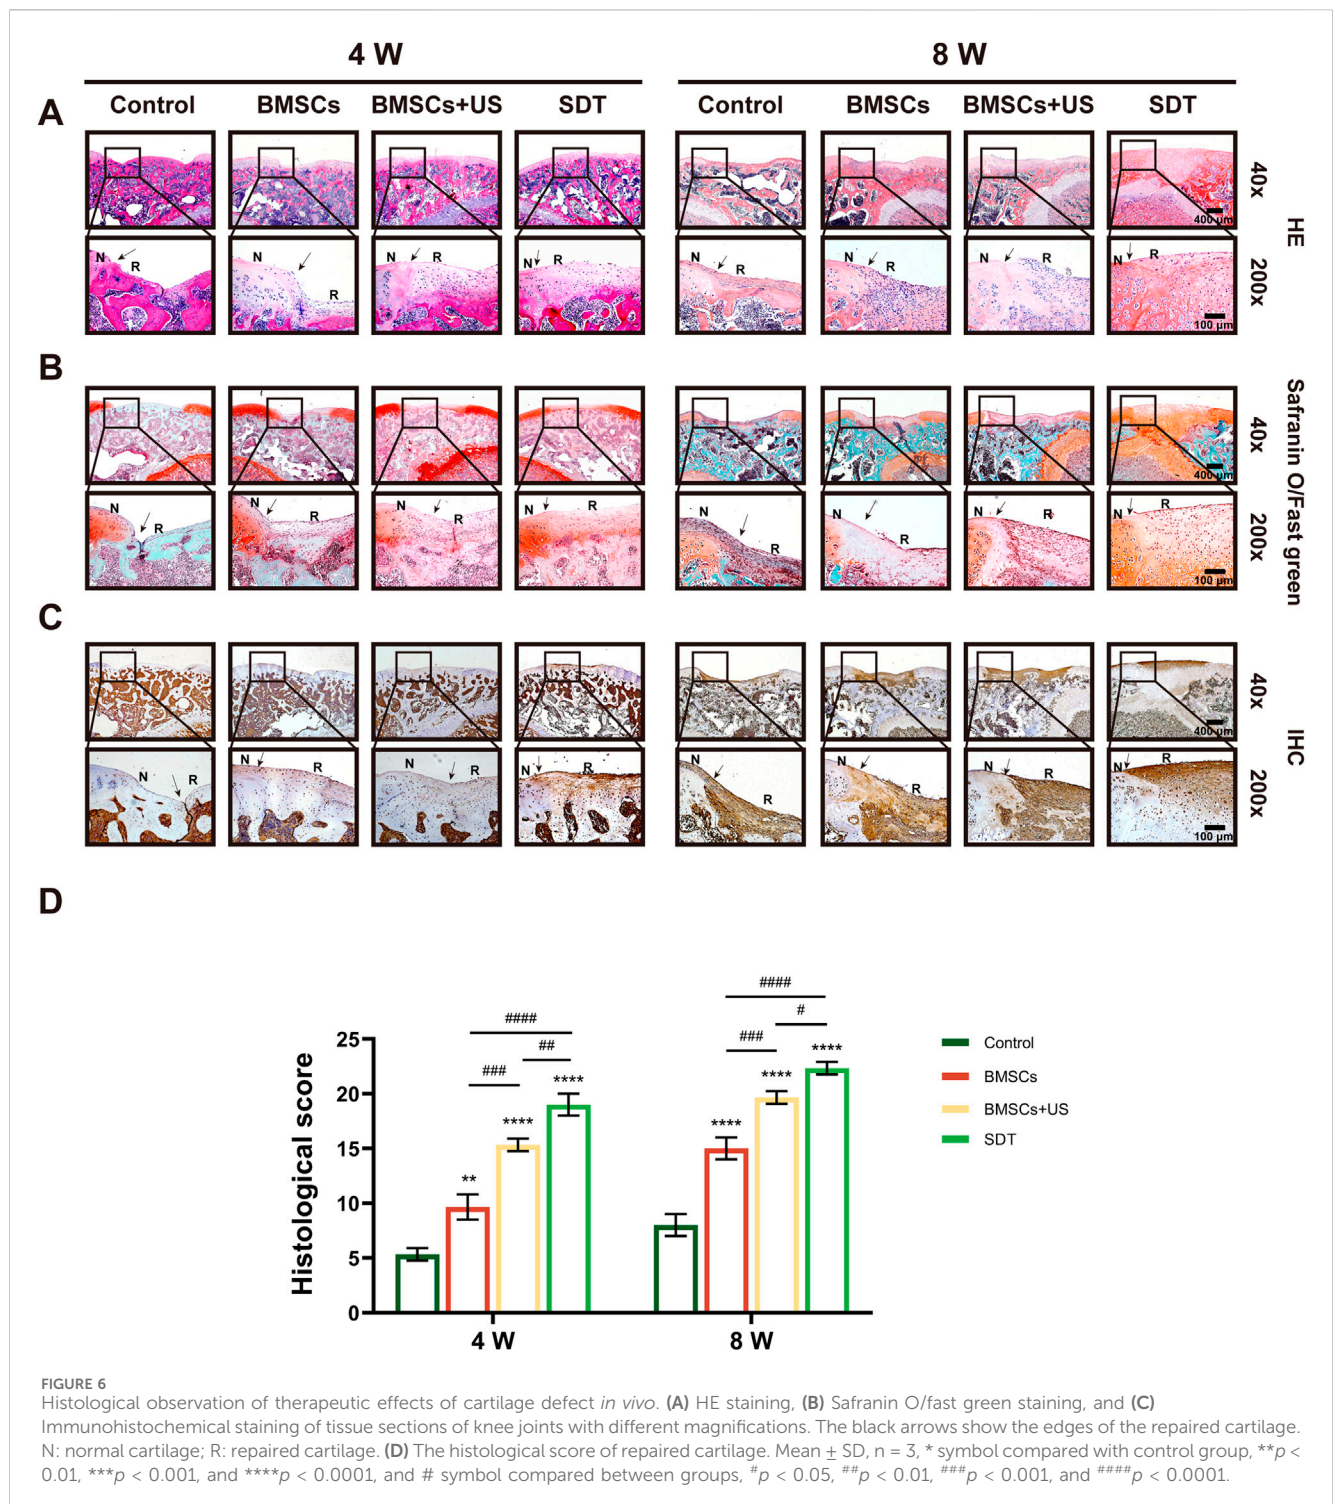 4 W
8 W
A
Control
BMSCs
BMSCs+US
SDT
Control
BMSCs
BMSCs+US
SDT
40x
400 μm
HE
N
R
N
R
N
R
N
R
N
R
N
R
N
R
N
R
200x
100 μm
B
40x
400 μm
Safranin O/Fast green
N
R
N
R
N
R
N
R
N
R
N
R
N
R
N
R
200x
100 μm
C
40x
400 μm
IHC
N
R
N
R
N
R
N
R
N
R
N
R
N
R
N
R
200x
100 μm
D
Histological score
25
20
15
10
5
0
####
###
##
**
****
****
####
#
###
****
****
****
4 W
8 W
Control
BMSCs
BMSCs+US
SDT
FIGURE 6
Histological observation of therapeutic effects of cartilage defect in vivo. (A) HE staining, (B) Safranin O/fast green staining, and (C)
Immunohistochemical staining of tissue sections of knee joints with different magnifications. The black arrows show the edges of the repaired cartilage.
N: normal cartilage; R: repaired cartilage. (D) The histological score of repaired cartilage. Mean ± SD, n = 3, * symbol compared with control group, **p <
0.01, ***p < 0.001, and ****p < 0.0001, and # symbol compared between groups, #p < 0.05, ##p < 0.01, ###p < 0.001, and ####p < 0.0001.